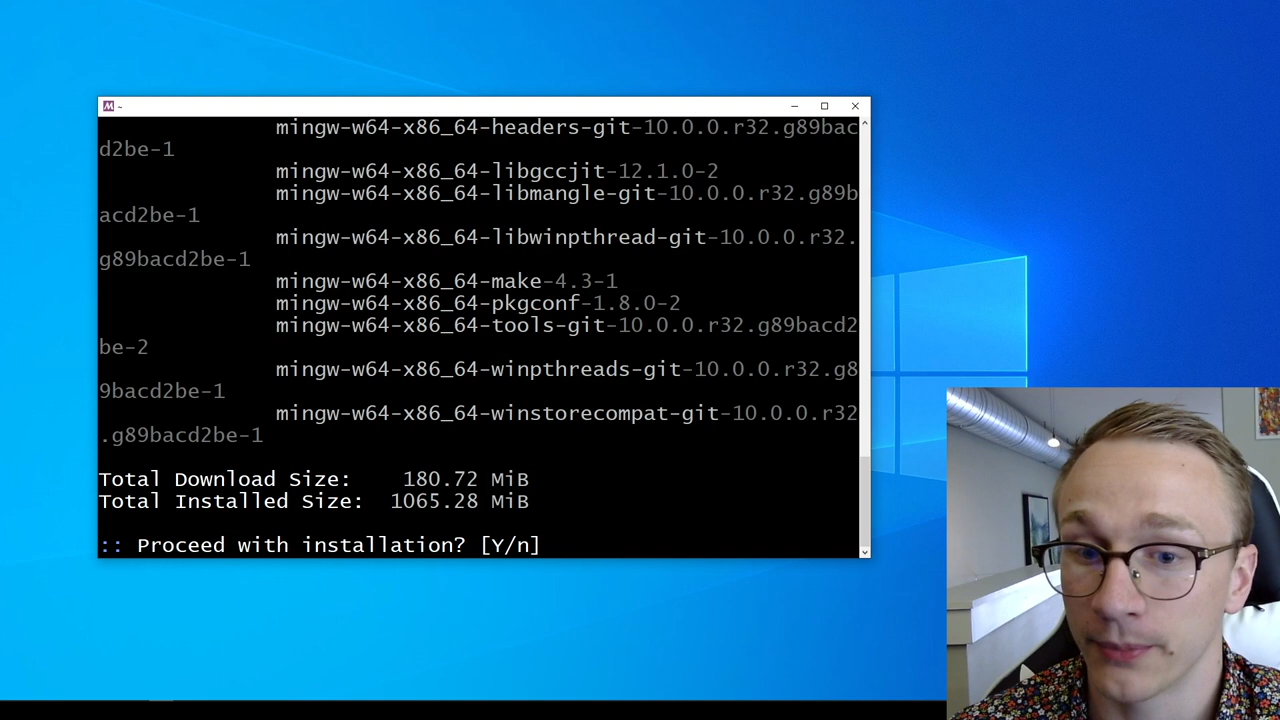 M ~
mingw-w64-x86_64-headers-git-10.0.0.r32.g89bac
d2be-1
mingw-w64-x86_64-libgccjit-12.1.0-2
mingw-w64-x86_64-libmangle-git-10.0.0.r32.g89b
acd2be-1
mingw-w64-x86_64-libwinpthread-git-10.0.0.r32.
g89bacd2be-1
mingw-w64-x86_64-make-4.3-1
mingw-w64-x86_64-pkgconf-1.8.0-2
mingw-w64-x86_64-tools-git-10.0.0.r32.g89bacd2
be-2
mingw-w64-x86_64-winpthreads-git-10.0.0.r32.g8
9bacd2be-1
mingw-w64-x86_64-winstorecompat-git-10.0.0.r32
.g89bacd2be-1
Total Download Size: 180.72 MiB
Total Installed Size: 1065.28 MiB
:: Proceed with installation? [Y/n]